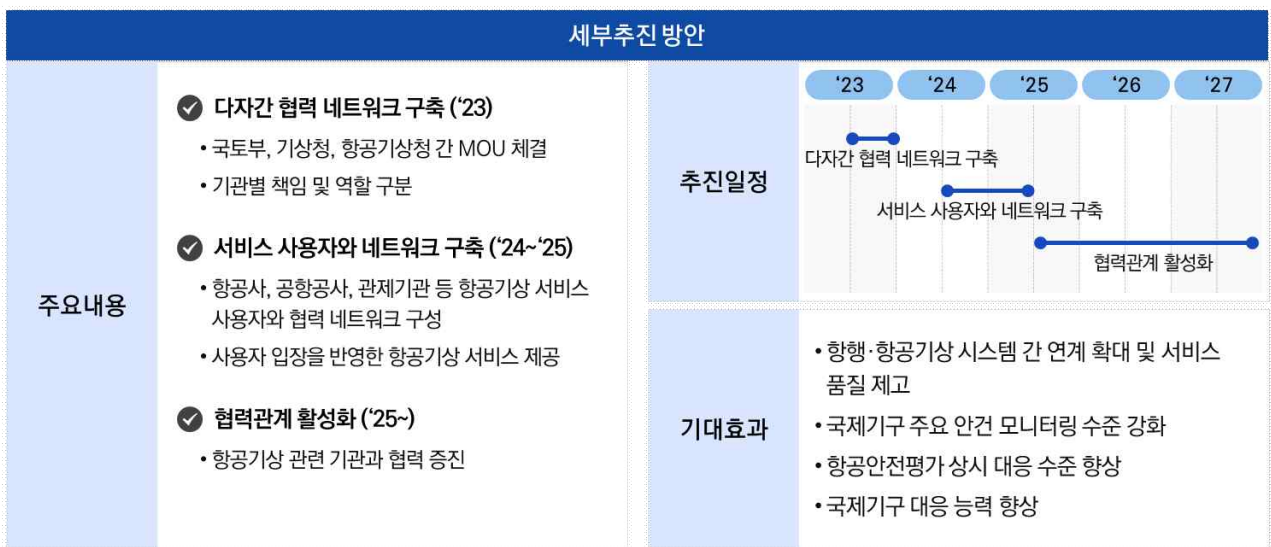 세부추진 방안
주요내용
다자간 협력 네트워크 구축 (‘23)
• 국토부, 기상청, 항공기상청 간 MOU 체결
• 기관별 책임 및 역할 구분
서비스 사용자와 네트워크 구축 (‘24~‘25)
• 항공사, 공항공사, 관제기관 등 항공기상 서비스
사용자와 협력 네트워크 구성
• 사용자 입장을 반영한 항공기상 서비스 제공
협력관계 활성화 (‘25~)
• 항공기상 관련 기관과 협력 증진
추진일정
‘23 ‘24 ‘25 ‘26 ‘27
다자간 협력 네트워크 구축
서비스 사용자와 네트워크 구축
협력관계 활성화
기대효과
• 항행·항공기상 시스템 간 연계 확대 및 서비스
품질 제고
• 국제기구 주요 안건 모니터링 수준 강화
• 항공안전평가 상시 대응 수준 향상
• 국제기구 대응 능력 향상